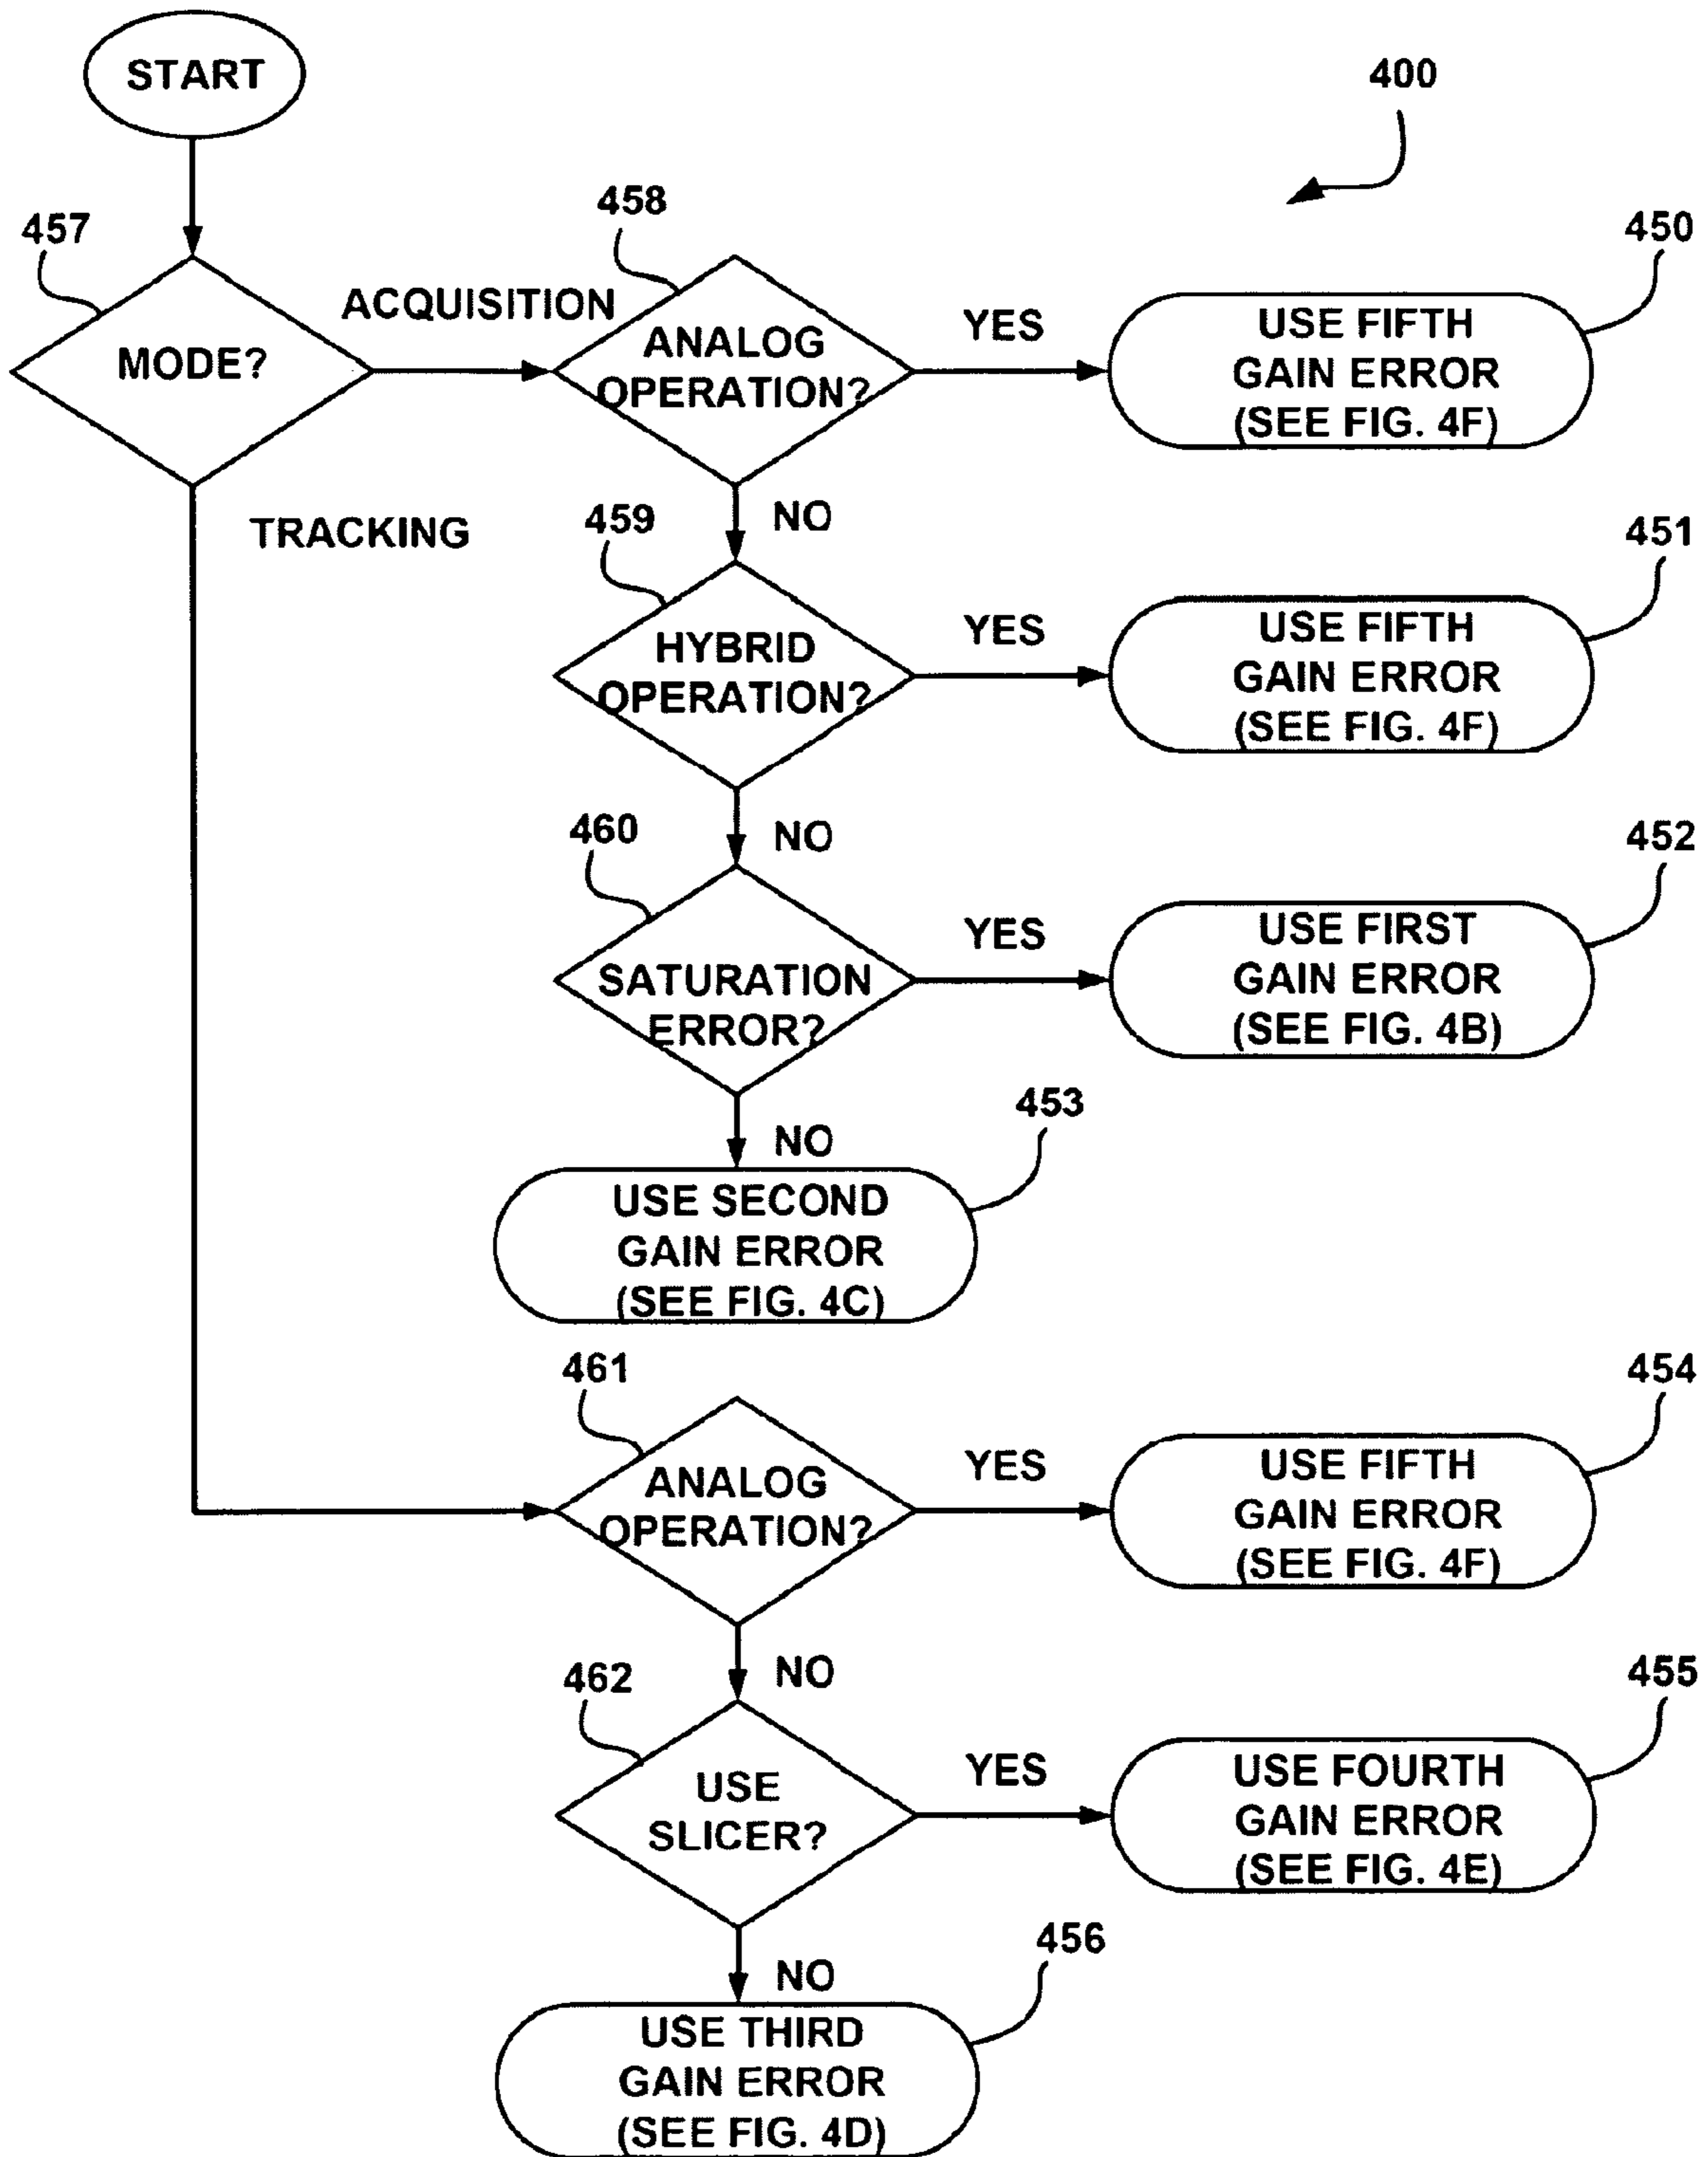 START
400
458
450
457
ACQUISITION
MODE?
ANALOG
OPERATION?
YES
USE FIFTH
GAIN ERROR
(SEE FIG. 4F)
TRACKING
NO
459
451
HYBRID
OPERATION?
YES
USE FIFTH
GAIN ERROR
(SEE FIG. 4F)
NO
460
452
SATURATION
ERROR?
YES
USE FIRST
GAIN ERROR
(SEE FIG. 4B)
NO
453
USE SECOND
GAIN ERROR
(SEE FIG. 4C)
461
454
ANALOG
OPERATION?
YES
USE FIFTH
GAIN ERROR
(SEE FIG. 4F)
NO
462
455
USE
SLICER?
YES
USE FOURTH
GAIN ERROR
(SEE FIG. 4E)
NO
456
USE THIRD
GAIN ERROR
(SEE FIG. 4D)